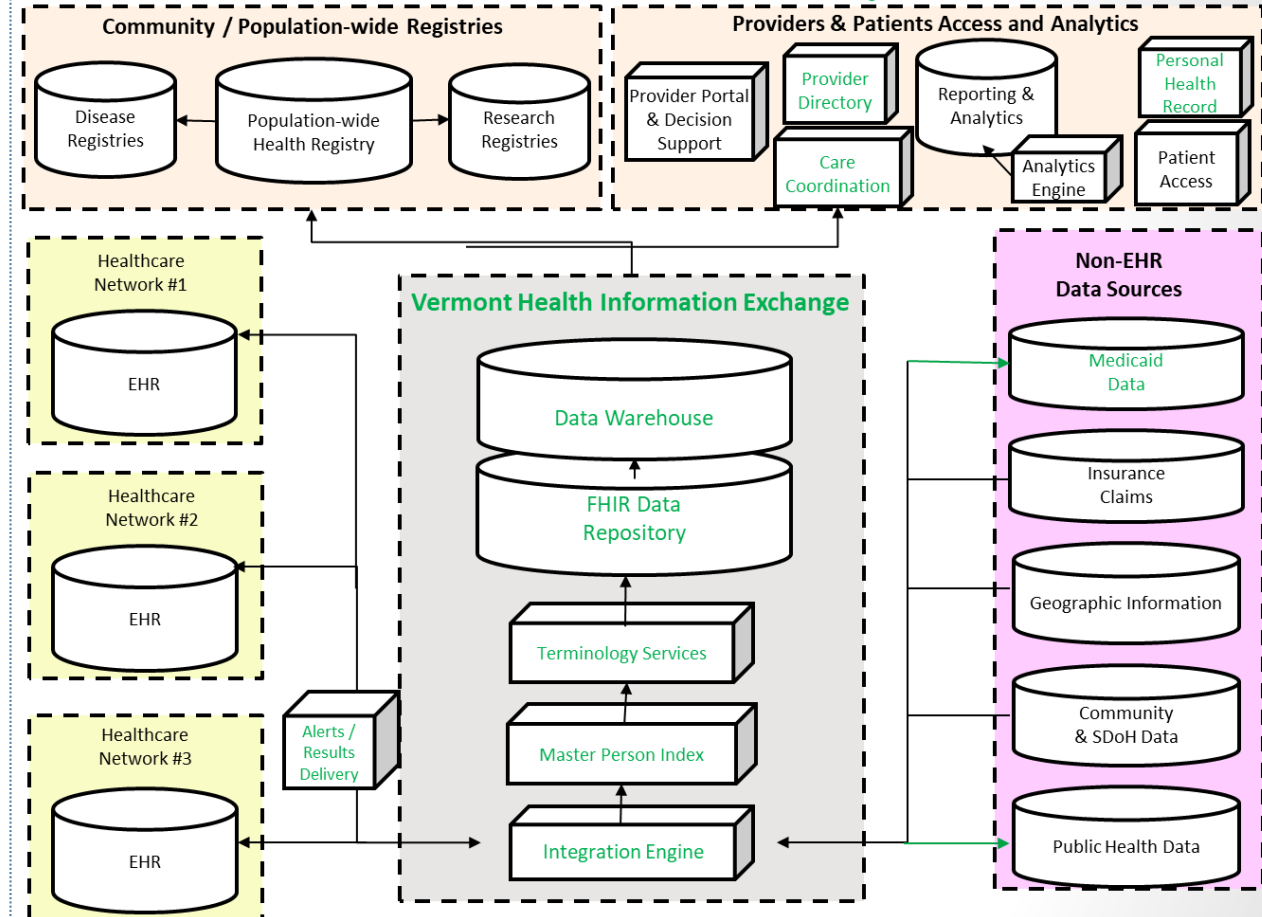 Community / Population-wide Registries
Disease
Registries
Population-wide
Health Registry
Research
Registries
Providers & Patients Access and Analytics
Provider Portal
& Decision
Support
Provider
Directory
Care
Coordination
Reporting &
Analytics
Analytics
Engine
Personal
Health
Record
Patient
Access
Healthcare
Network #1
EHR
Healthcare
Network #2
EHR
Healthcare
Network #3
EHR
Alerts /
Results
Delivery
Vermont Health Information Exchange
Data Warehouse
FHIR Data
Repository
Terminology Services
Master Person Index
Integration Engine
Non-EHR
Data Sources
Medicaid
Data
Insurance
Claims
Geographic Information
Community
& SDoH Data
Public Health Data